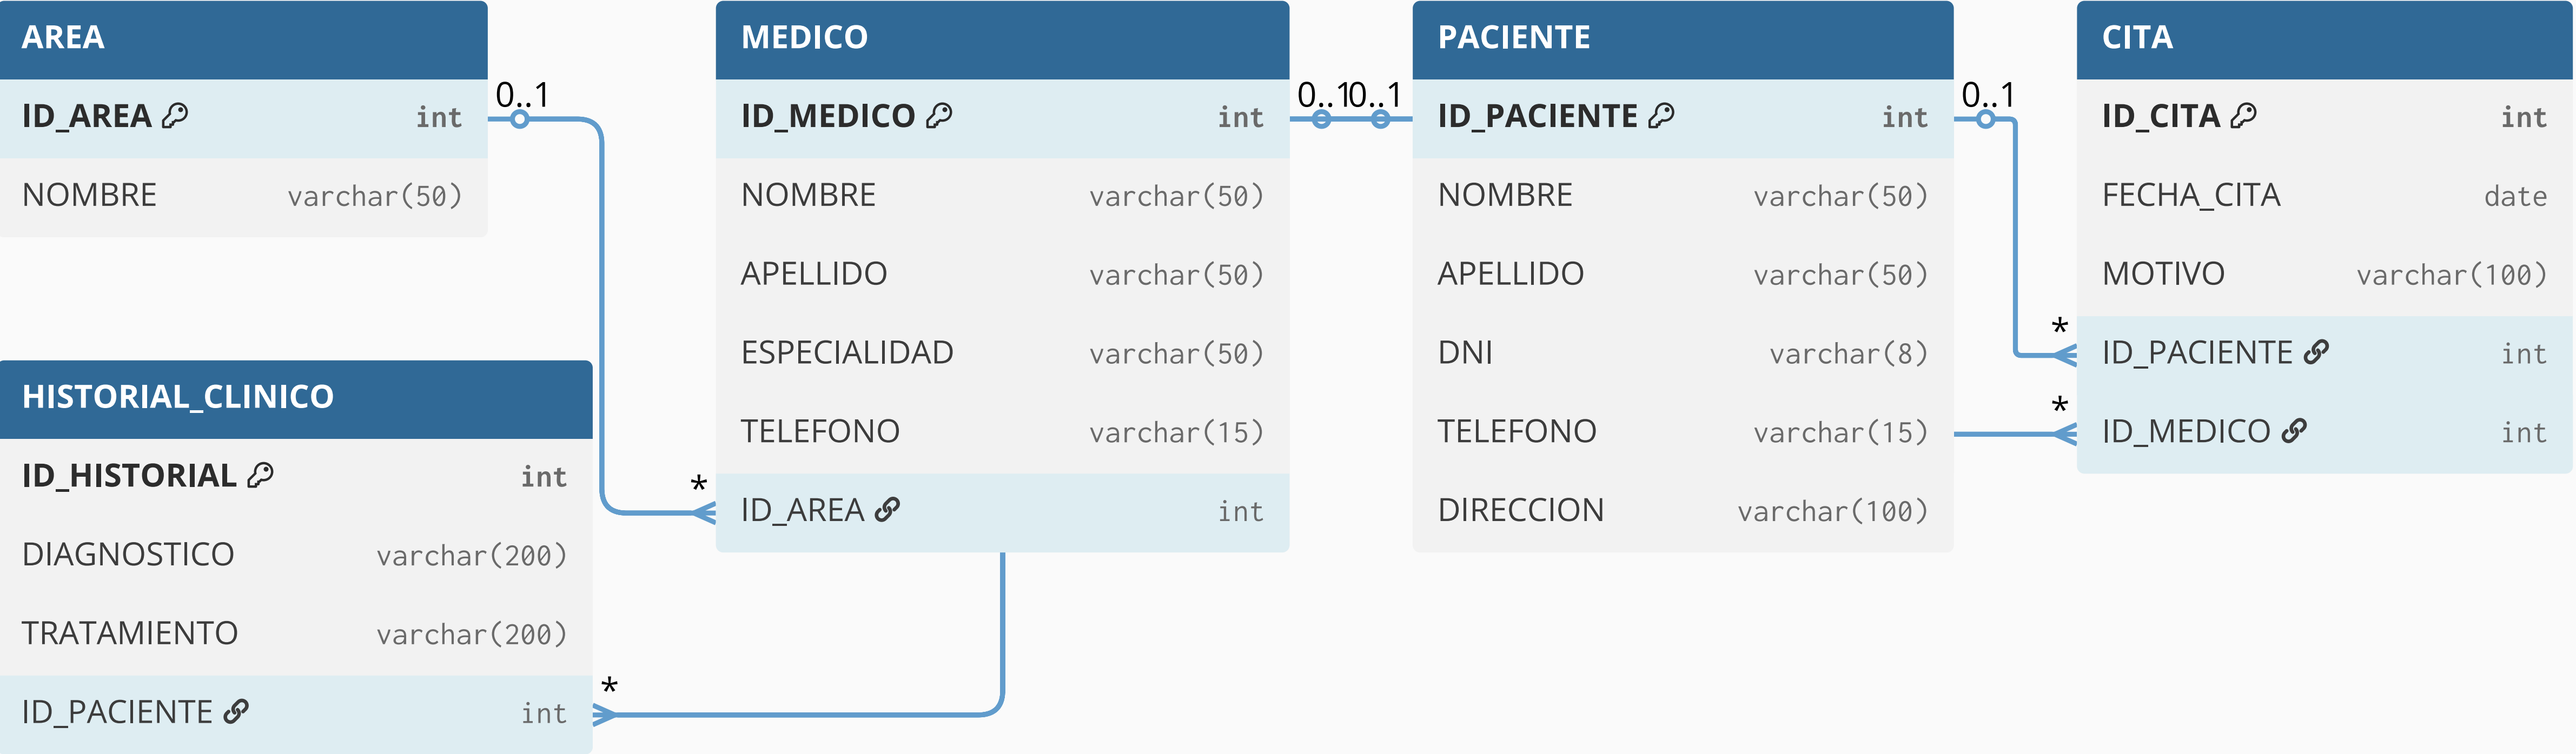 AREA
ID_AREA int
NOMBRE varchar(50)
0..1
HISTORIAL_CLINICO
ID_HISTORIAL int
DIAGNOSTICO varchar(200)
TRATAMIENTO varchar(200)
ID_PACIENTE int
*
MEDICO
ID_MEDICO int
NOMBRE varchar(50)
APELLIDO varchar(50)
ESPECIALIDAD varchar(50)
TELEFONO varchar(15)
* ID_AREA int
0..1 0..1
PACIENTE
ID_PACIENTE int
NOMBRE varchar(50)
APELLIDO varchar(50)
DNI varchar(8)
TELEFONO varchar(15)
DIRECCION varchar(100)
0..1
CITA
ID_CITA int
FECHA_CITA date
MOTIVO varchar(100)
* ID_PACIENTE int
* ID_MEDICO int